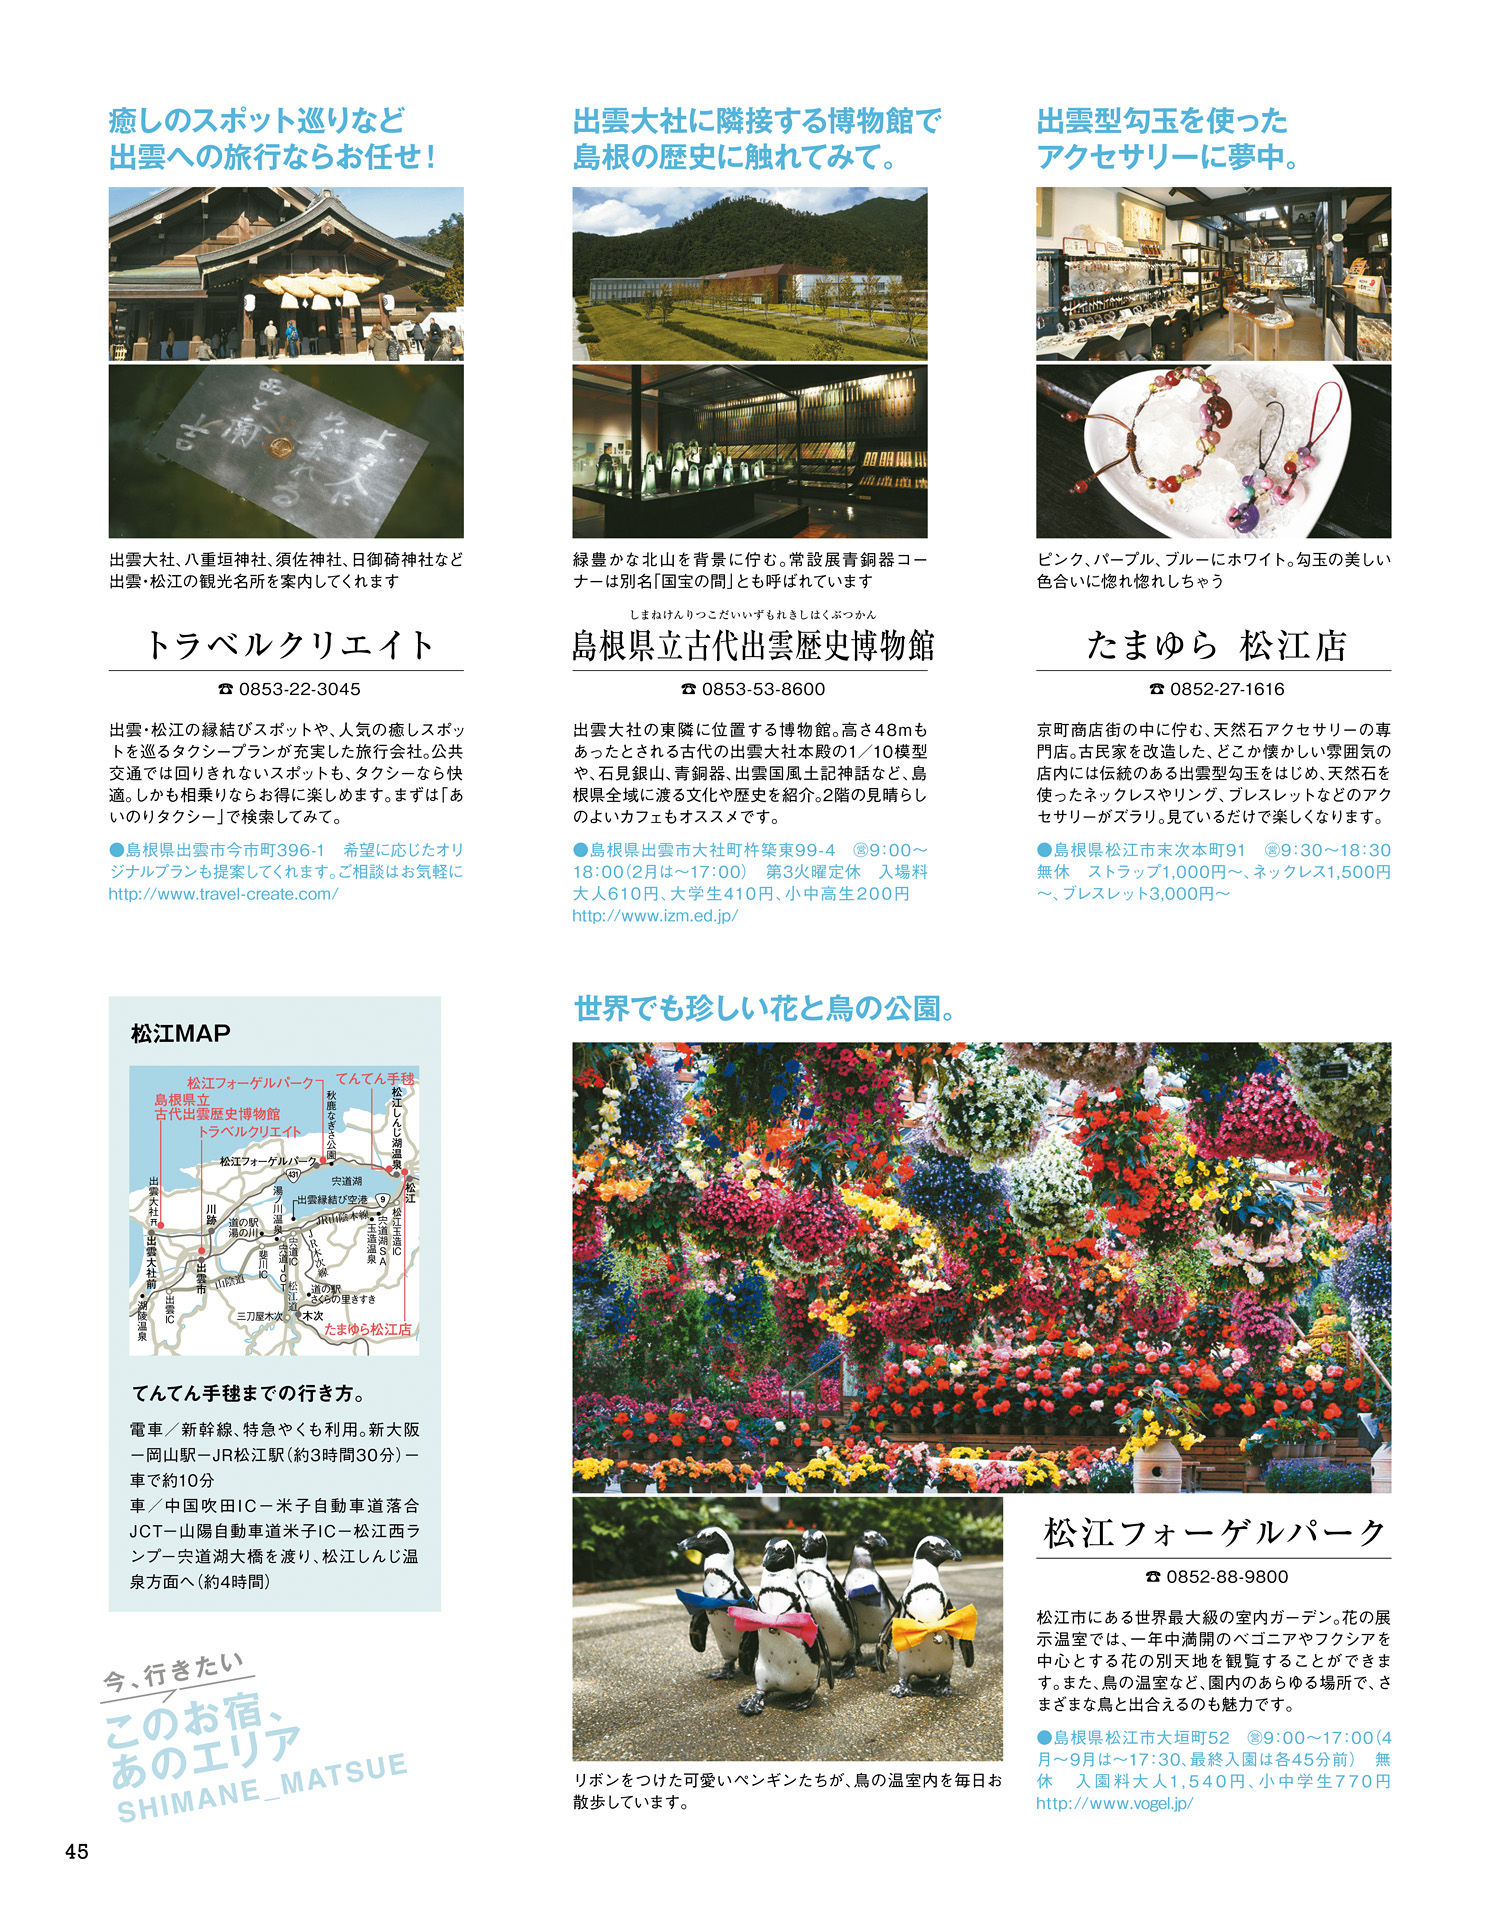 癒しのスポット巡りなど
出雲への旅行ならお任せ！
出雲大社、八重垣神社、須佐神社、日御碕神社など
出雲・松江の観光名所を案内してくれます
トラベルクリエイト
☎ 0853-22-3045
出雲・松江の縁結びスポットや、人気の癒しスポッ
トを巡るタクシープランが充実した旅行会社。公共
交通では回りきれないスポットも、タクシーなら快
適。しかも相乗りならお得に楽しめます。まずは「あ
いのりタクシー」で検索してみて。
●島根県出雲市今市町396-1　希望に応じたオリ
ジナルプランも提案してくれます。ご相談はお気軽に
http://www.travel-create.com/
出雲大社に隣接する博物館で
島根の歴史に触れてみて。
緑豊かな北山を背景に佇む。常設展青銅器コー
ナーは別名「国宝の間」とも呼ばれています
しまねけんりつこだいいずもれきしはくぶつかん
島根県立古代出雲歴史博物館
☎ 0853-53-8600
出雲大社の東隣に位置する博物館。高さ48mも
あったとされる古代の出雲大社本殿の1／10模型
や、石見銀山、青銅器、出雲国風土記神話など、島
根県全域に渡る文化や歴史を紹介。2階の見晴らし
のよいカフェもオススメです。
●島根県出雲市大社町杵築東99-4　㊖9：00～
18：00（2月は～17：00）　第3火曜定休　入場料
大人610円、大学生410円、小中高生200円
http://www.izm.ed.jp/
出雲型勾玉を使った
アクセサリーに夢中。
ピンク、パープル、ブルーにホワイト。勾玉の美しい
色合いに惚れ惚れしちゃう
たまゆら 松江店
☎ 0852-27-1616
京町商店街の中に佇む、天然石アクセサリーの専
門店。古民家を改造した、どこか懐かしい雰囲気の
店内には伝統のある出雲型勾玉をはじめ、天然石を
使ったネックレスやリング、ブレスレットなどのアク
セサリーがズラリ。見ているだけで楽しくなります。
●島根県松江市末次本町91　㊖9：30～18：30
無休　ストラップ1,000円～、ネックレス1,500円
～、ブレスレット3,000円～
松江MAP
松江フォーゲルパーク
てんてん手毬
島根県立
古代出雲歴史博物館
トラベルクリエイト
秋鹿なぎさ公園
松江しんじ湖温泉
松江フォーゲルパーク
431
宍道湖
松江
出雲大社
川跡
湯ノ川温泉
出雲縁結び空港
9
JR山陰本線
道の駅
湯の川
斐川IC
宍道IC
宍道JCT
JR木次線
玉造温泉
宍道湖SA
松江玉造IC
出雲大社前
出雲市
山陰道
松江道
道の駅
さくらの里きすき
湖陵温泉
出雲IC
三刀屋木次
木次
たまゆら松江店
てんてん手毬までの行き方。
電車／新幹線、特急やくも利用。新大阪
－岡山駅－JR松江駅（約3時間30分）－
車で約10分
車／中国吹田IC－米子自動車道落合
JCT－山陽自動車道米子IC－松江西ラ
ンプ－宍道湖大橋を渡り、松江しんじ温
泉方面へ（約4時間）
世界でも珍しい花と鳥の公園。
リボンをつけた可愛いペンギンたちが、鳥の温室内を毎日お
散歩しています。
松江フォーゲルパーク
☎ 0852-88-9800
松江市にある世界最大級の室内ガーデン。花の展
示温室では、一年中満開のベゴニアやフクシアを
中心とする花の別天地を観覧することができま
す。また、鳥の温室など、園内のあらゆる場所で、さ
まざまな鳥と出合えるのも魅力です。
●島根県松江市大垣町52　㊖9：00～17：00（4
月～9月は～17：30、最終入園は各45分前）　無
休　入園料大人1,540円、小中学生770円
http://www.vogel.jp/
今、行きたい
このお宿、
あのエリア
SHIMANE_MATSUE
45